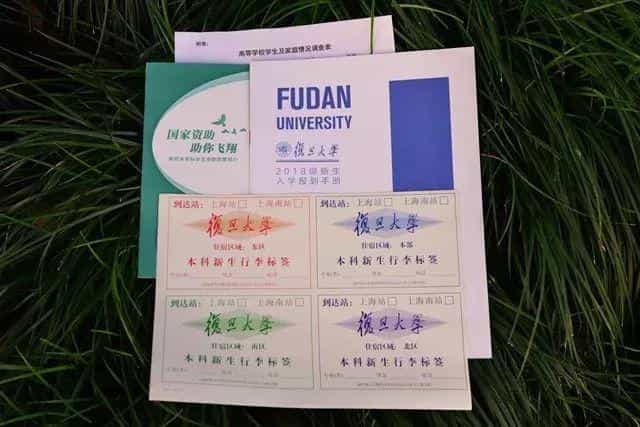 附件：
高等学校学生及家庭情况调查表
国家资助
助你飞翔
FUDAN
UNIVERSITY
復旦大学
2018级新生
入学报到手册
到达站：上海站 上海南站
復旦大学
住宿区域：东区
本科新生行李标签
到达站：上海站 上海南站
復旦大学
住宿区域：本部
本科新生行李标签
到达站：上海站 上海南站
復旦大学
住宿区域：南区
本科新生行李标签
到达站：上海站 上海南站
復旦大学
住宿区域：北区
本科新生行李标签